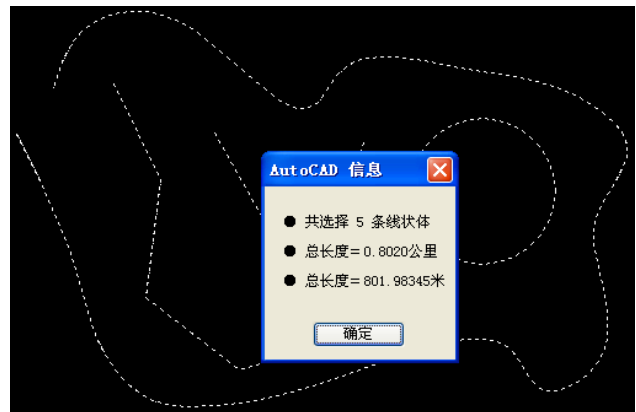 AutoCAD 信息
● 共选择 5 条线状体
● 总长度=0.8020公里
● 总长度=801.98345米
确定